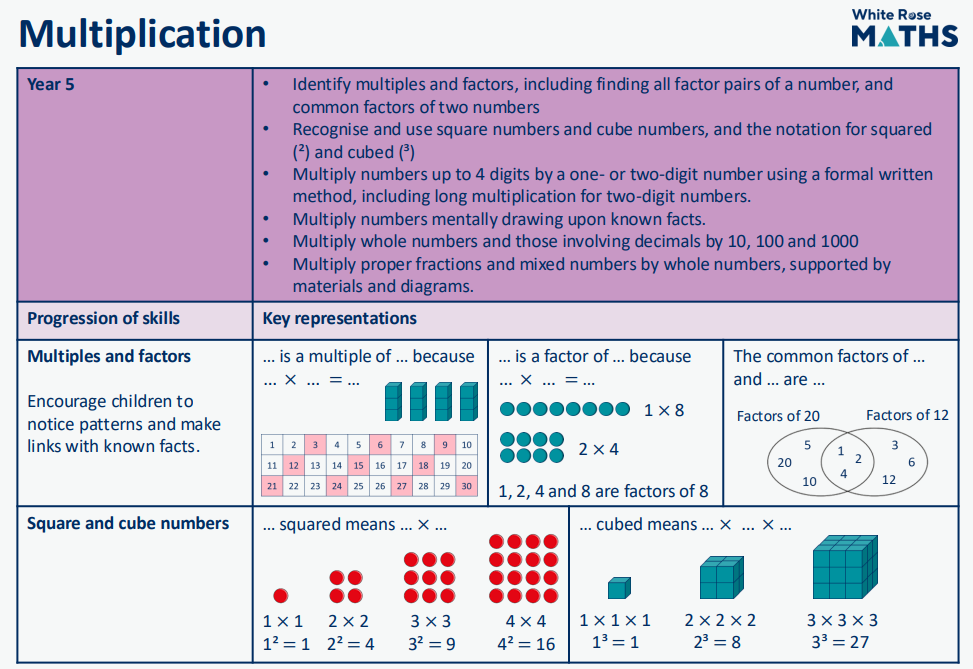 Multiplication
White Rose
MATHS
Year 5
• Identify multiples and factors, including finding all factor pairs of a number, and
common factors of two numbers
• Recognise and use square numbers and cube numbers, and the notation for squared
(²) and cubed (³)
• Multiply numbers up to 4 digits by a one- or two-digit number using a formal written
method, including long multiplication for two-digit numbers.
• Multiply numbers mentally drawing upon known facts.
• Multiply whole numbers and those involving decimals by 10, 100 and 1000
• Multiply proper fractions and mixed numbers by whole numbers, supported by
materials and diagrams.
Progression of skills
Key representations
Multiples and factors
Encourage children to
notice patterns and make
links with known facts.
... is a multiple of ... because
... × ... = ...
1 2 3 4 5 6 7 8 9 10
11 12 13 14 15 16 17 18 19 20
21 22 23 24 25 26 27 28 29 30
... is a factor of ... because
... × ... = ...
1 × 8
2 × 4
1, 2, 4 and 8 are factors of 8
The common factors of ...
and ... are ...
Factors of 20 Factors of 12
5 1 3
20 2 6
10 4 12
Square and cube numbers
... squared means ... × ...
1 × 1 2 × 2 3 × 3 4 × 4
1² = 1 2² = 4 3² = 9 4² = 16
... cubed means ... × ... × ...
1 × 1 × 1 2 × 2 × 2 3 × 3 × 3
1³ = 1 2³ = 8 3³ = 27